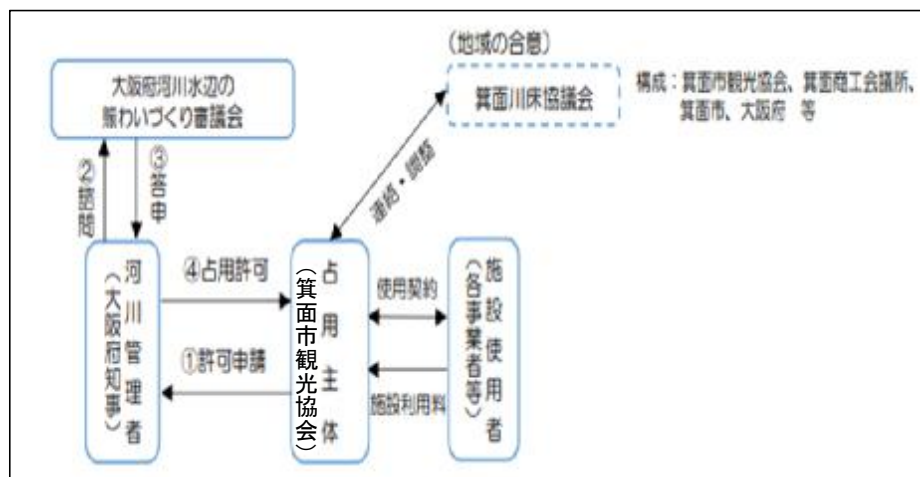 (地域の合意)
大阪府河川水辺の
賑わいづくり審議会
箕面川床協議会
構成:箕面市観光協会、箕面商工会議所、
箕面市、大阪府 等
②諮問
③答申
連絡・調整
河川管理者
(大阪府知事)
④占用許可
①許可申請
占用主体
(箕面市観光協会)
使用契約
施設利用料
施設使用者
(各事業者等)